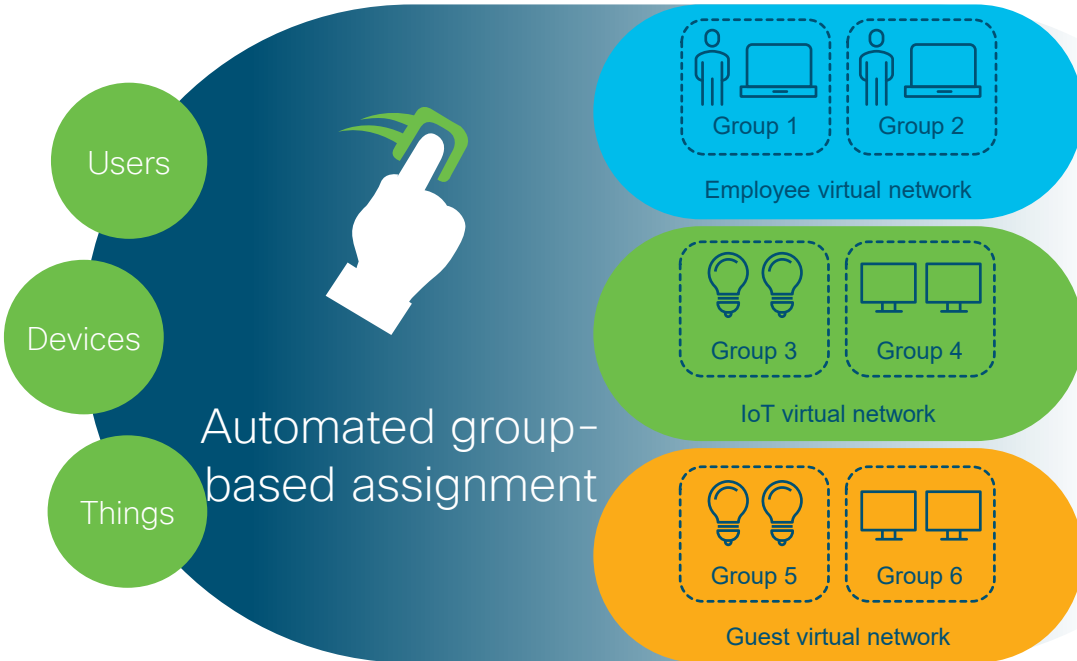 Users
Devices
Things
Automated group-
based assignment
Group 1
Group 2
Employee virtual network
Group 3
Group 4
IoT virtual network
Group 5
Group 6
Guest virtual network